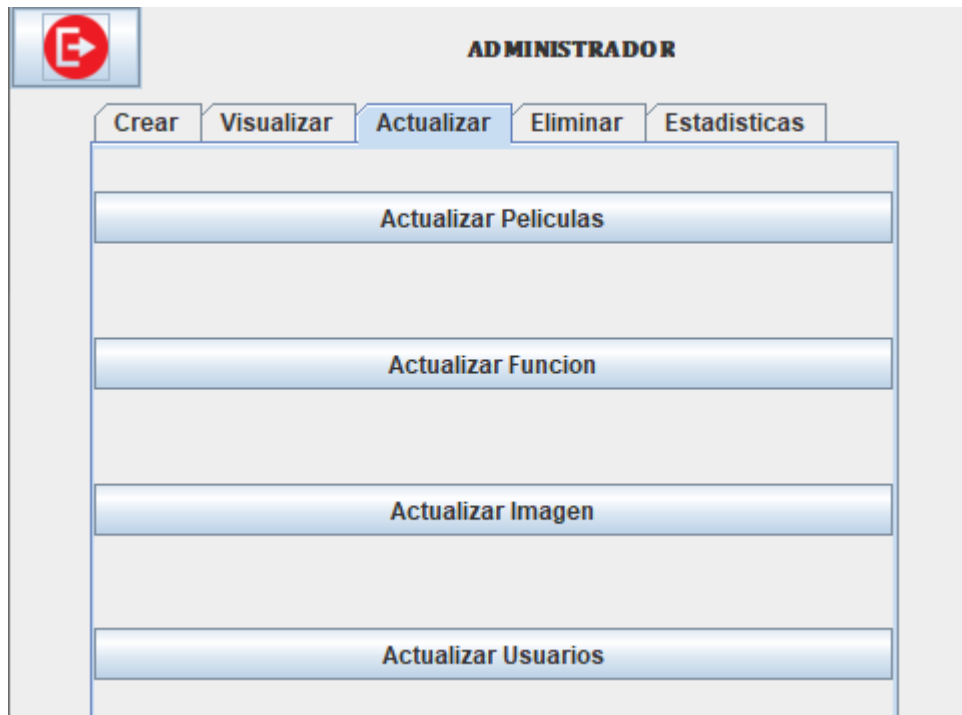 ADMINISTRADOR
Crear Visualizar Actualizar Eliminar Estadisticas
Actualizar Peliculas
Actualizar Funcion
Actualizar Imagen
Actualizar Usuarios